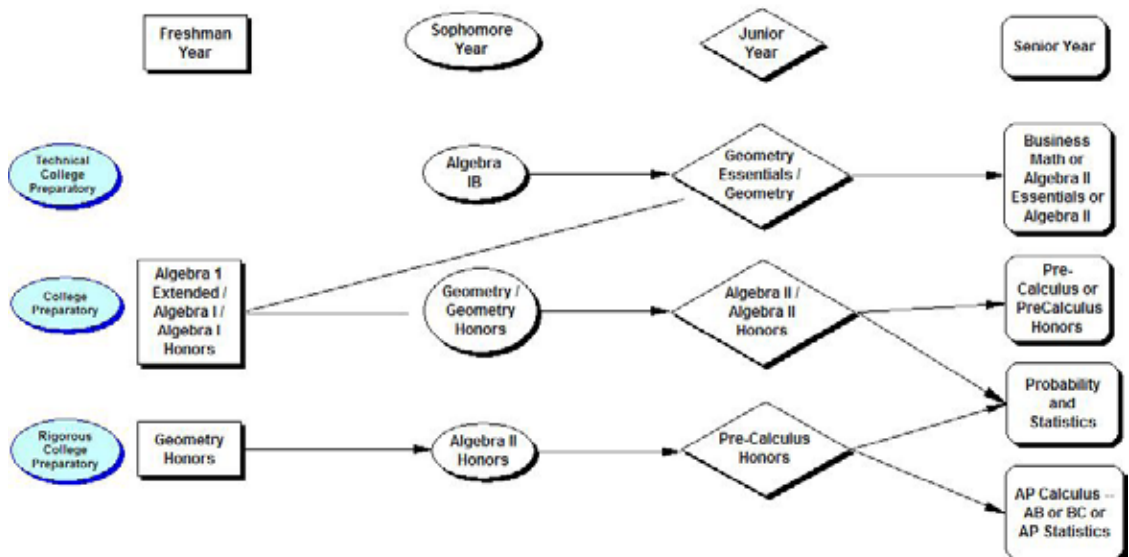 Freshman
Year
Sophomore
Year
Junior
Year
Senior Year
Technical
College
Preparatory
Algebra
IB
Geometry
Essentials /
Geometry
Business
Math or
Algebra II
Essentials or
Algebra II
College
Preparatory
Algebra 1
Extended /
Algebra I /
Algebra I
Honors
Geometry /
Geometry
Honors
Algebra II /
Algebra II
Honors
Pre-
Calculus or
PreCalculus
Honors
Probability
and
Statistics
Rigorous
College
Preparatory
Geometry
Honors
Algebra II
Honors
Pre-Calculus
Honors
AP Calculus --
AB or BC or
AP Statistics